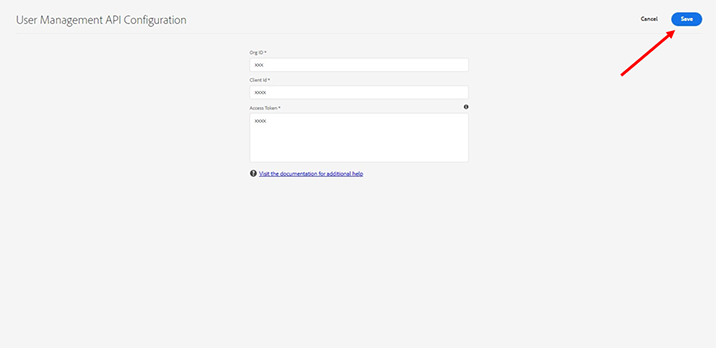 User Management API Configuration
Cancel
Save
Org ID *
xxx
Client Id *
xxxx
Access Token *
xxxx
Visit the documentation for additional help